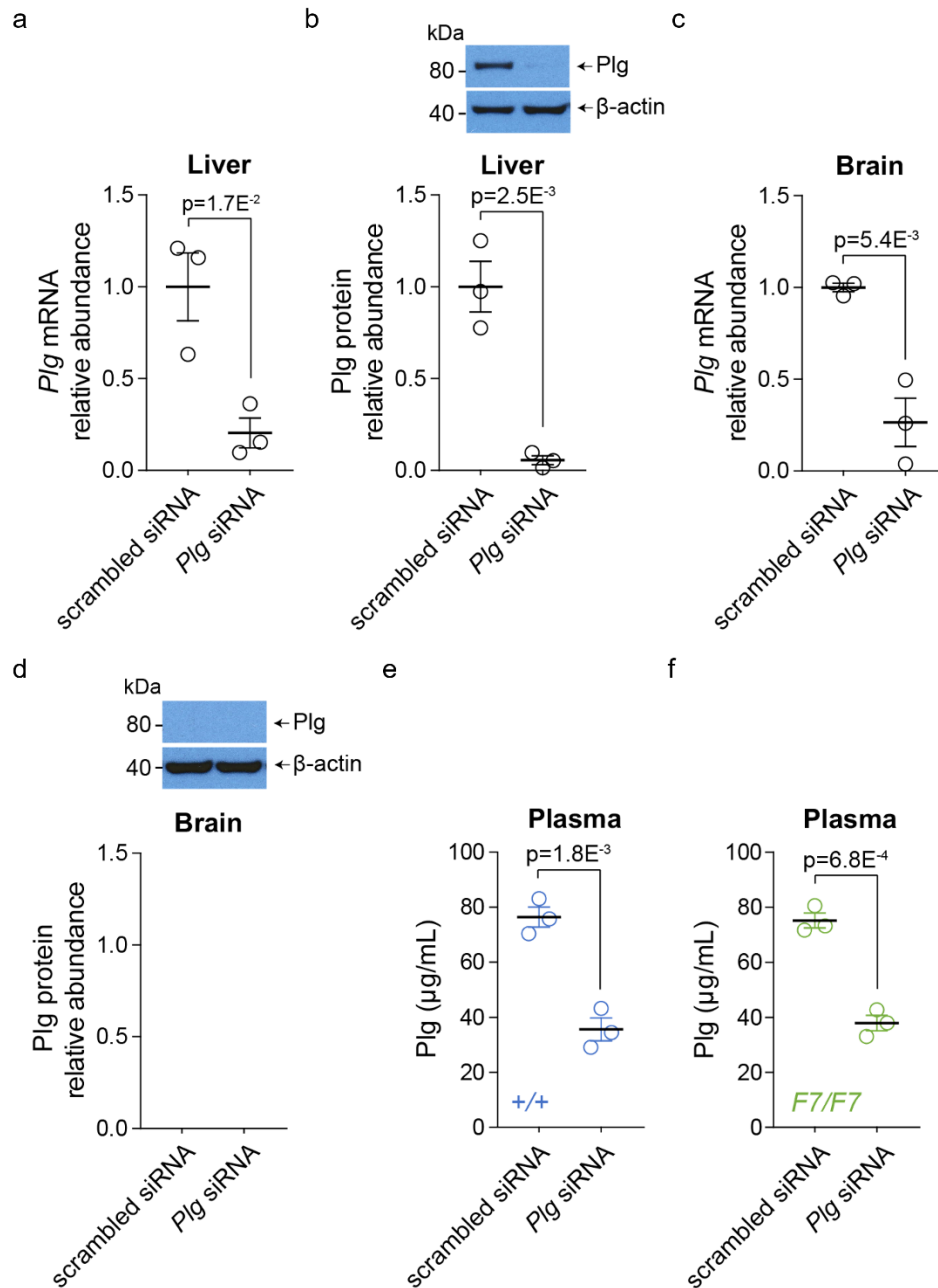 a
Liver
Plg mRNA
relative abundance
1.5
1.0
0.5
0.0
p=1.7E-2
scrambled siRNA
Plg siRNA
b
kDa
80
40
←Plg
←β-actin
Liver
Plg protein
relative abundance
1.5
1.0
0.5
0.0
p=2.5E-3
scrambled siRNA
Plg siRNA
c
Brain
Plg mRNA
relative abundance
1.5
1.0
0.5
0.0
p=5.4E-3
scrambled siRNA
Plg siRNA
d
kDa
80
40
←Plg
←β-actin
Brain
Plg protein
relative abundance
1.5
1.0
0.5
0.0
scrambled siRNA
Plg siRNA
e
Plasma
Plg (μg/mL)
100
80
60
40
20
0
p=1.8E-3
+/+
scrambled siRNA
Plg siRNA
f
Plasma
Plg (μg/mL)
100
80
60
40
20
0
p=6.8E-4
F7/F7
scrambled siRNA
Plg siRNA